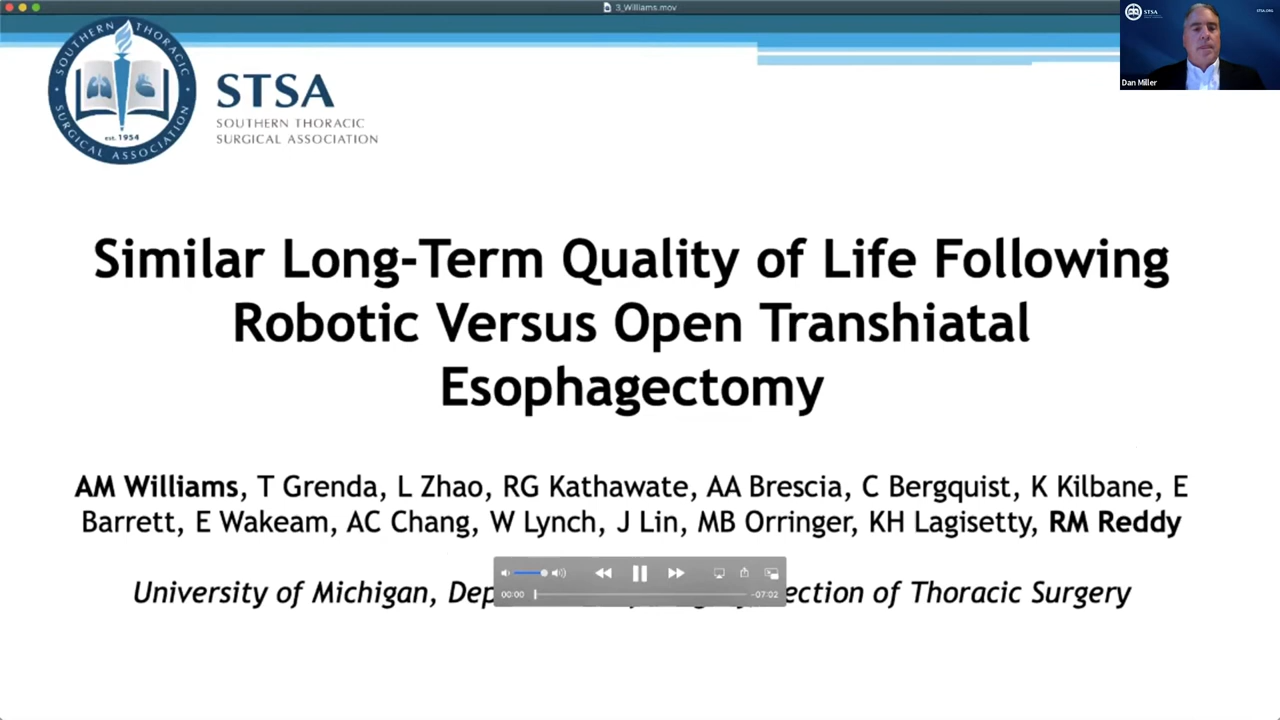 3_Williams.mov
STSA
STSA.ORG
Dan Miller
SOUTHERN THORACIC
SURGICAL ASSOCIATION
est. 1954
STSA
SOUTHERN THORACIC
SURGICAL ASSOCIATION
Similar Long-Term Quality of Life Following
Robotic Versus Open Transhiatal
Esophagectomy
AM Williams, T Grenda, L Zhao, RG Kathawate, AA Brescia, C Bergquist, K Kilbane, E
Barrett, E Wakeam, AC Chang, W Lynch, J Lin, MB Orringer, KH Lagisetty, RM Reddy
University of Michigan, of Thoracic Surgery
00:00
-07:02